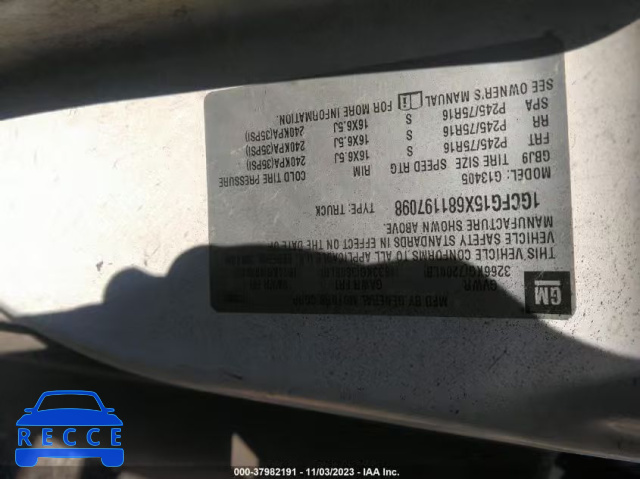 GM
MFD BY GENERAL MOTORS CORP
GVWR GAWR FRT
3266KG(7200LB)
THIS VEHICLE CONFORMS TO ALL APPLICABLE
VEHICLE SAFETY STANDARDS IN EFFECT ON THE DATE OF
MANUFACTURE SHOWN ABOVE.
1GCFG15X681197098 TYPE: TRUCK
MODEL: G13405
GBJ9 TIRE SIZE SPEED RTG RIM COLD TIRE PRESSURE
FRT P245/75R16 S 16X6.5J 240KPA(35PSI)
RR P245/75R16 S 16X6.5J 240KPA(35PSI)
SPA P245/75R16 S 16X6.5J 240KPA(35PSI)
SEE OWNER'S MANUAL FOR MORE INFORMATION.
RECCE
000-37982191 - 11/03/2023 - IAA Inc.